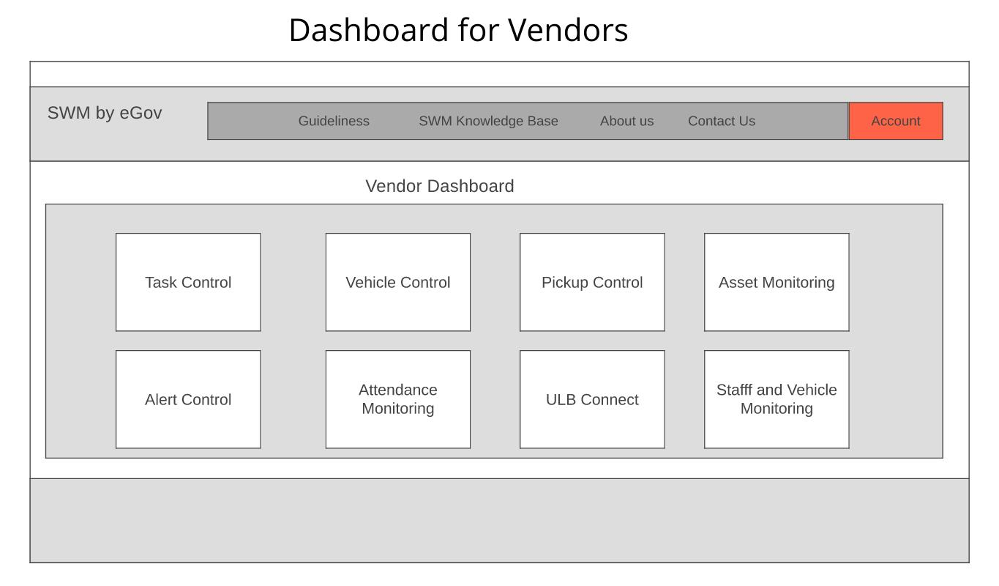 Dashboard for Vendors
SWM by eGov
Guideliness
SWM Knowledge Base
About us
Contact Us
Account
Vendor Dashboard
Task Control
Vehicle Control
Pickup Control
Asset Monitoring
Alert Control
Attendance
Monitoring
ULB Connect
Stafff and Vehicle
Monitoring